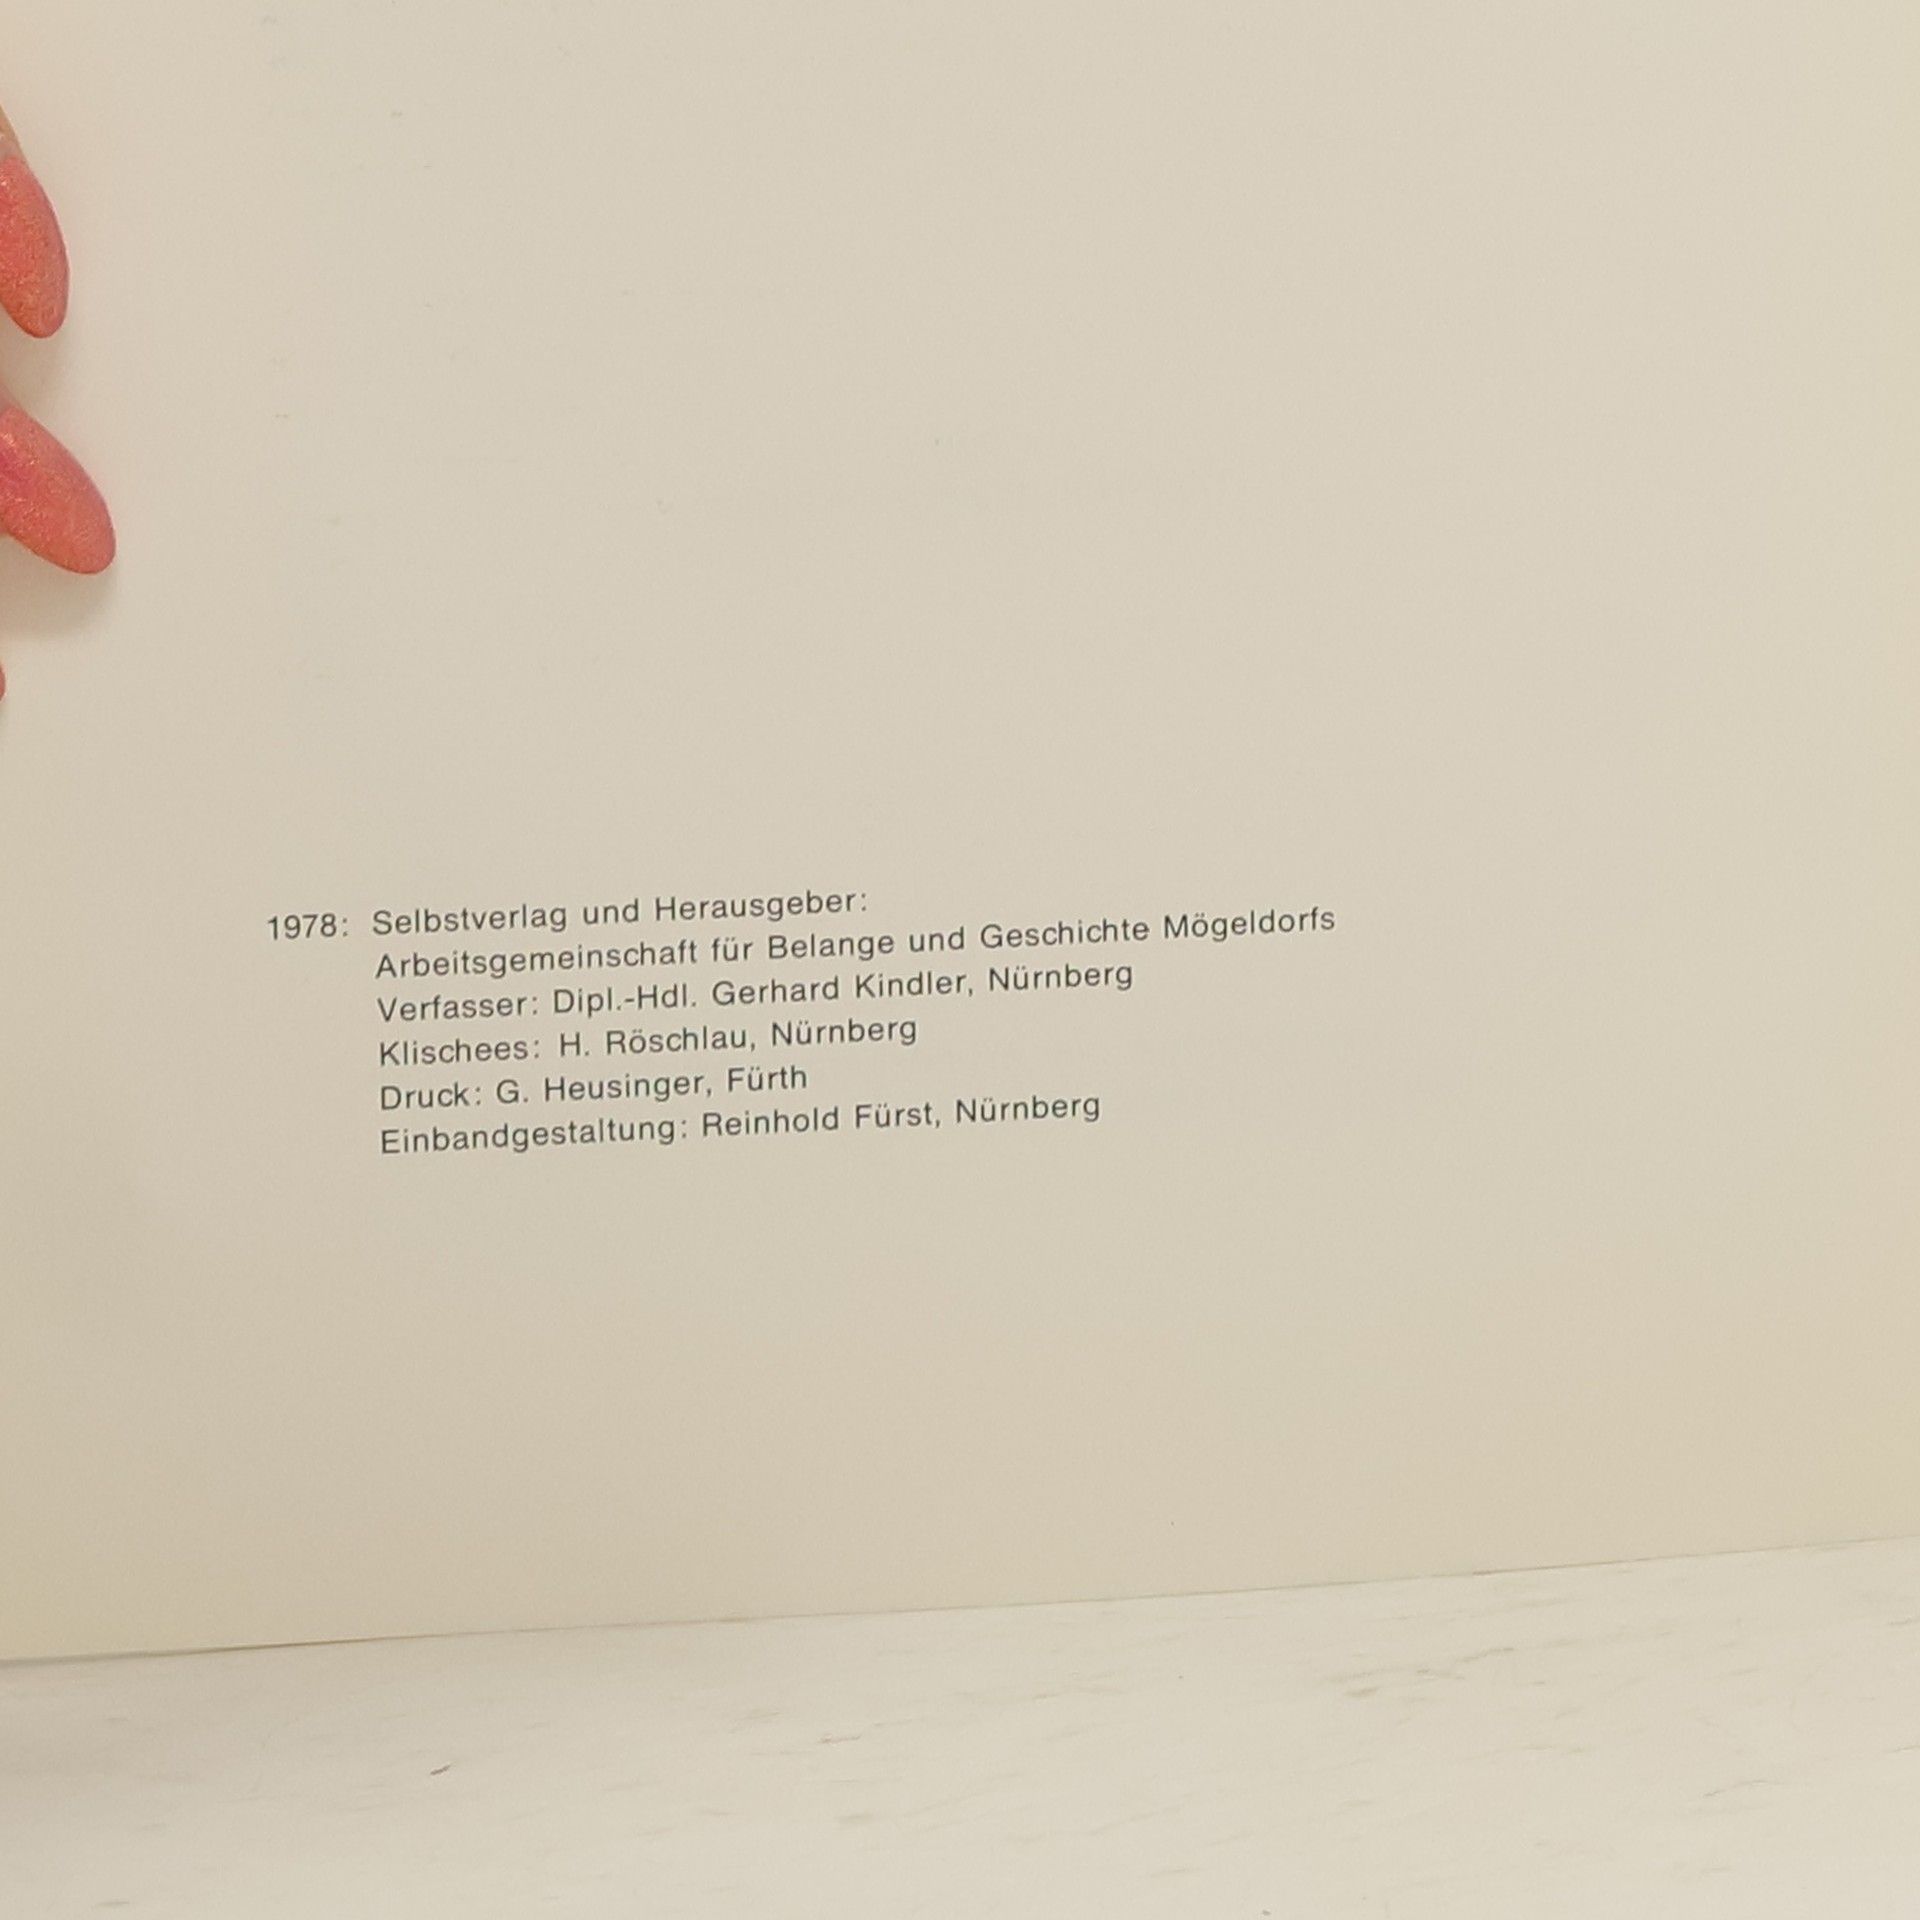 1978: Selbstverlag und Herausgeber:
Arbeitsgemeinschaft für Belange und Geschichte Mögeldorfs
Verfasser: Dipl.-Hdl. Gerhard Kindler, Nürnberg
Klischees: H. Röschlau, Nürnberg
Druck: G. Heusinger, Fürth
Einbandgestaltung: Reinhold Fürst, Nürnberg